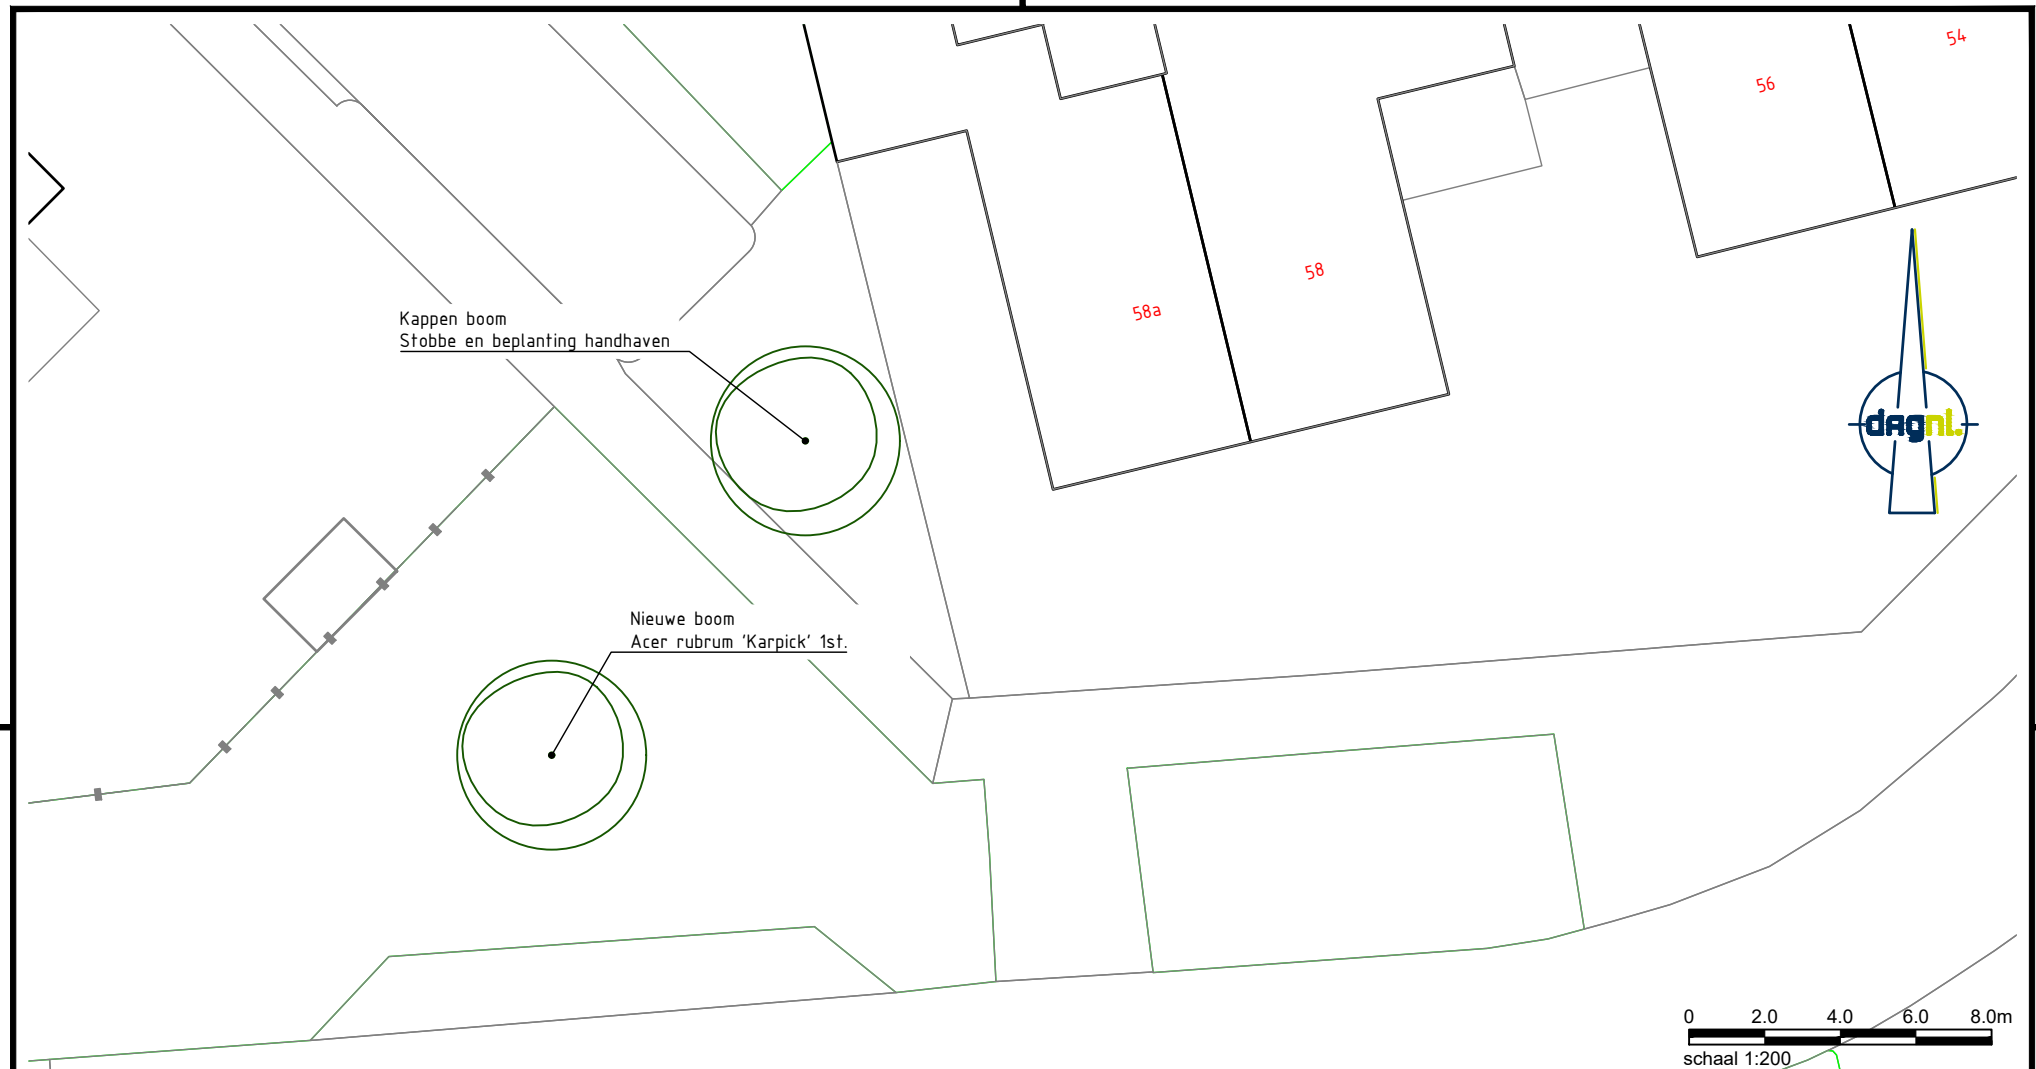 54
56
58
58a
Kappen boom
Stobbe en beplanting handhaven
dagnl.
Nieuwe boom
Acer rubrum 'Karpick' 1st.
0 2.0 4.0 6.0 8.0m
schaal 1:200